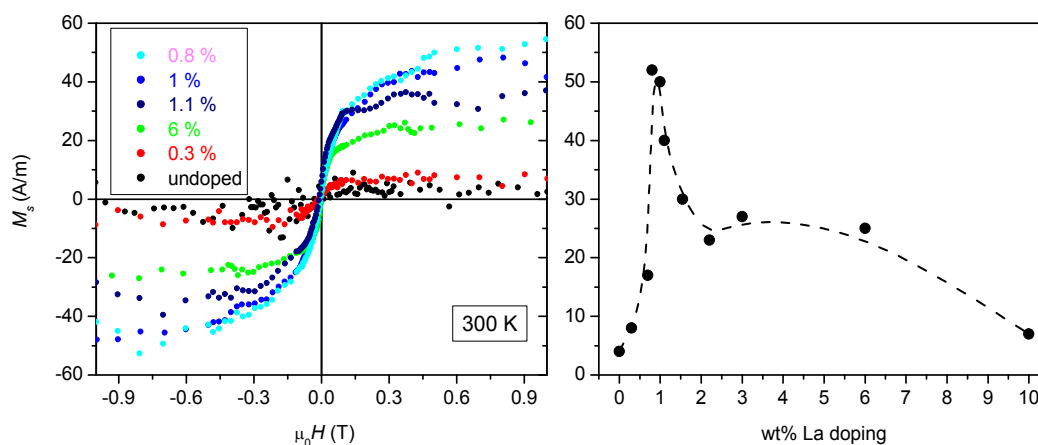 60
40
20
0
-20
-40
-60
M_s (A/m)
0.8 %
1 %
1.1 %
6 %
0.3 %
undoped
300 K
-0.9 -0.6 -0.3 0.0 0.3 0.6 0.9
μ₀H (T)
60
50
40
30
20
10
0
0 1 2 3 4 5 6 7 8 9 10
wt% La doping